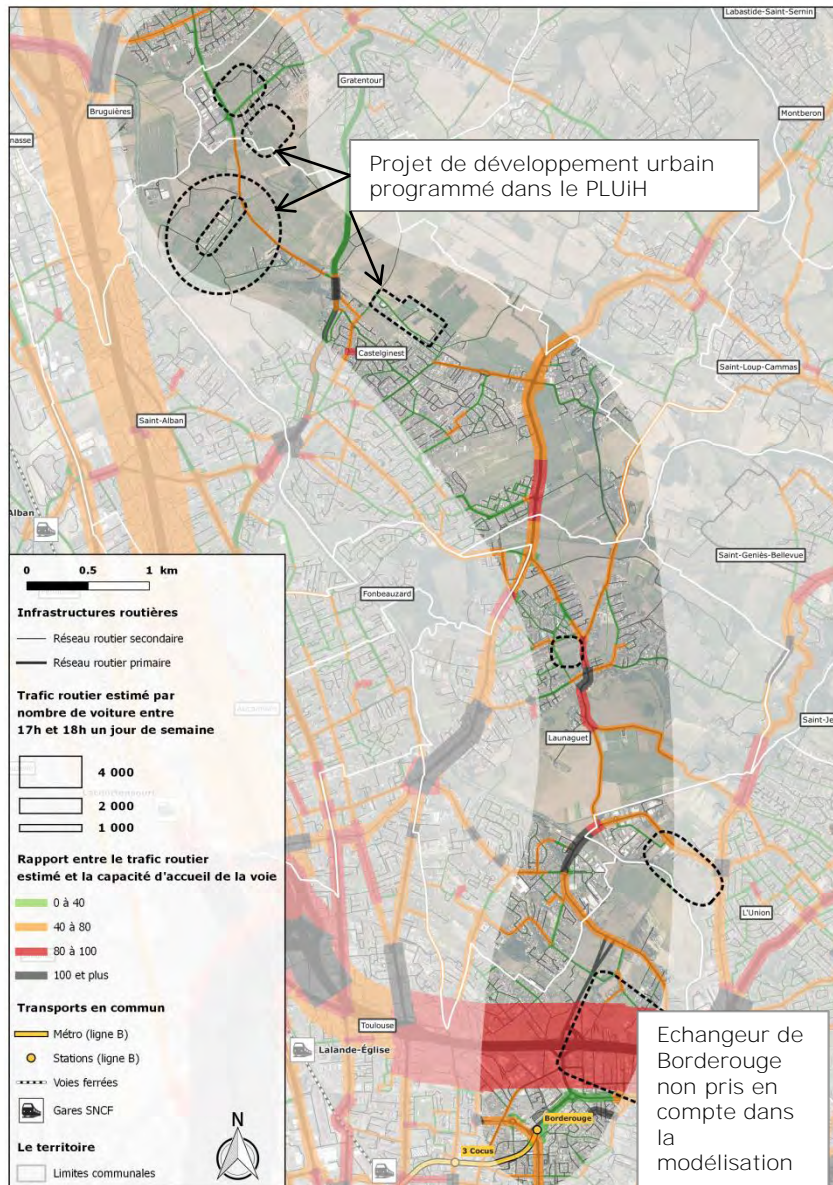 Labastide-Saint-Sernin
Gratentour
Bruguières
Montberon
Projet de développement urbain
programmé dans le PLUiH
Castelginest
Saint-Loup-Cammas
Saint-Alban
Alban
Saint-Geniès-Bellevue
Fonbeauzard
Launaguet
L'Union
Toulouse
Lalande-Église
Borderouge
3 Cocus
Echangeur de
Borderouge
non pris en
compte dans
la
modélisation
0 0.5 1 km
Infrastructures routières
Réseau routier secondaire
Réseau routier primaire
Trafic routier estimé par
nombre de voiture entre
17h et 18h un jour de semaine
4 000
2 000
1 000
Rapport entre le trafic routier
estimé et la capacité d'accueil de la voie
0 à 40
40 à 80
80 à 100
100 et plus
Transports en commun
Métro (ligne B)
Stations (ligne B)
Voies ferrées
Gares SNCF
Le territoire
Limites communales
N